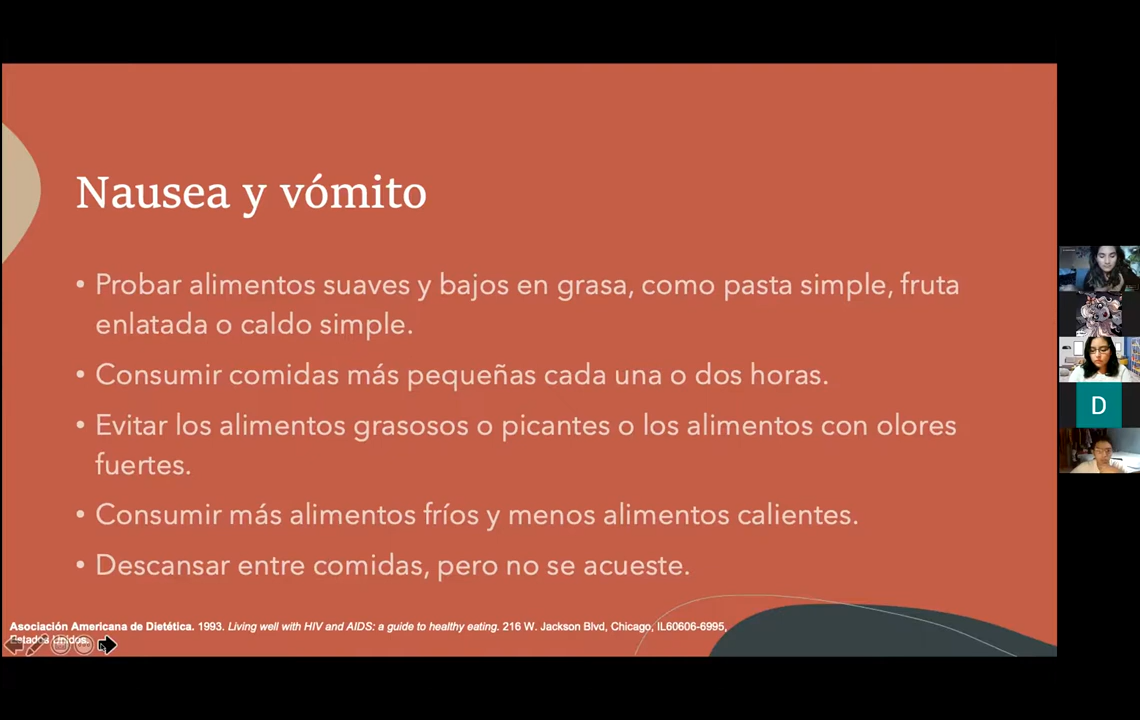 Nausea y vómito
• Probar alimentos suaves y bajos en grasa, como pasta simple, fruta
enlatada o caldo simple.
• Consumir comidas más pequeñas cada una o dos horas.
• Evitar los alimentos grasosos o picantes o los alimentos con olores
fuertes.
• Consumir más alimentos fríos y menos alimentos calientes.
• Descansar entre comidas, pero no se acueste.
Asociación Americana de Dietética. 1993. Living well with HIV and AIDS: a guide to healthy eating. 216 W. Jackson Blvd, Chicago, IL60606-6995,
Estados Unidos.
D